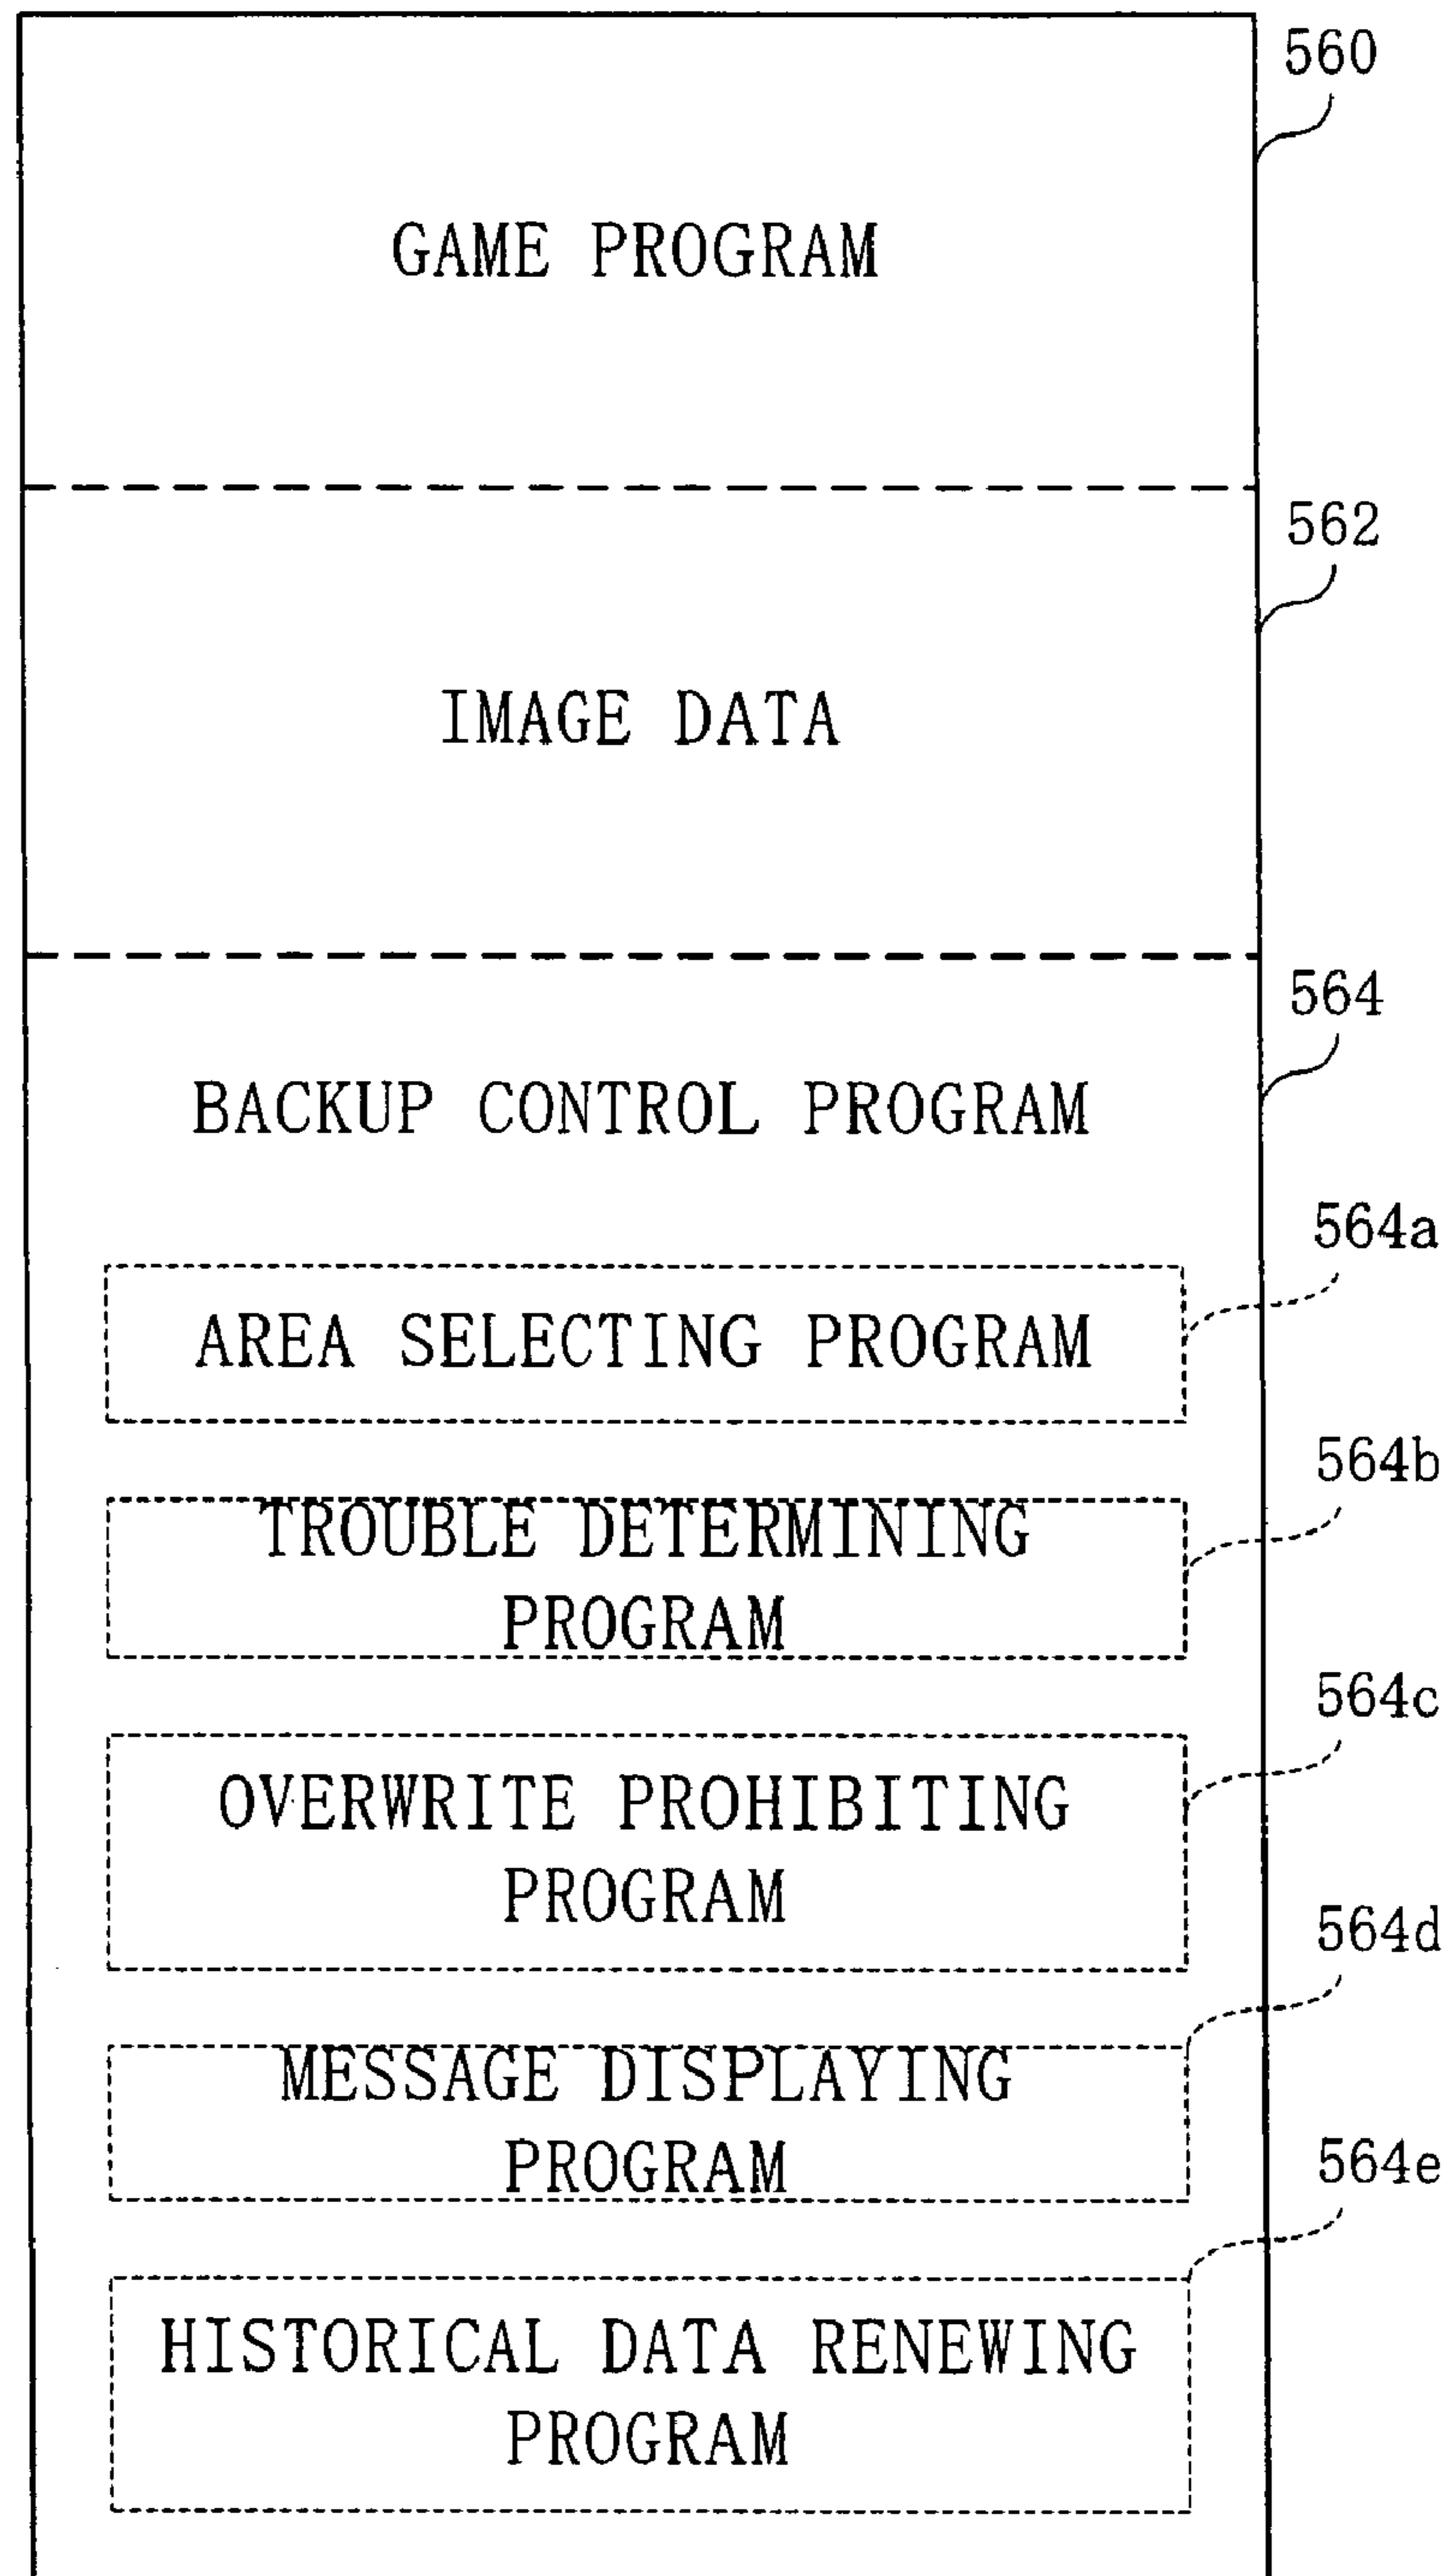 560
GAME PROGRAM
562
IMAGE DATA
564
BACKUP CONTROL PROGRAM
564a
AREA SELECTING PROGRAM
564b
TROUBLE DETERMINING
PROGRAM
564c
OVERWRITE PROHIBITING
PROGRAM
564d
MESSAGE DISPLAYING
PROGRAM
564e
HISTORICAL DATA RENEWING
PROGRAM